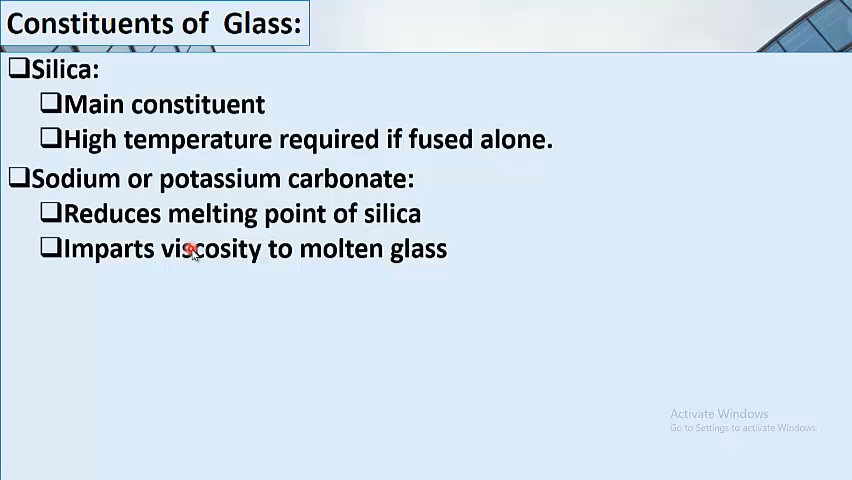 Constituents of Glass:
❑Silica:
❑Main constituent
❑High temperature required if fused alone.
❑Sodium or potassium carbonate:
❑Reduces melting point of silica
❑Imparts viscosity to molten glass
Activate Windows
Go to Settings to activate Windows.